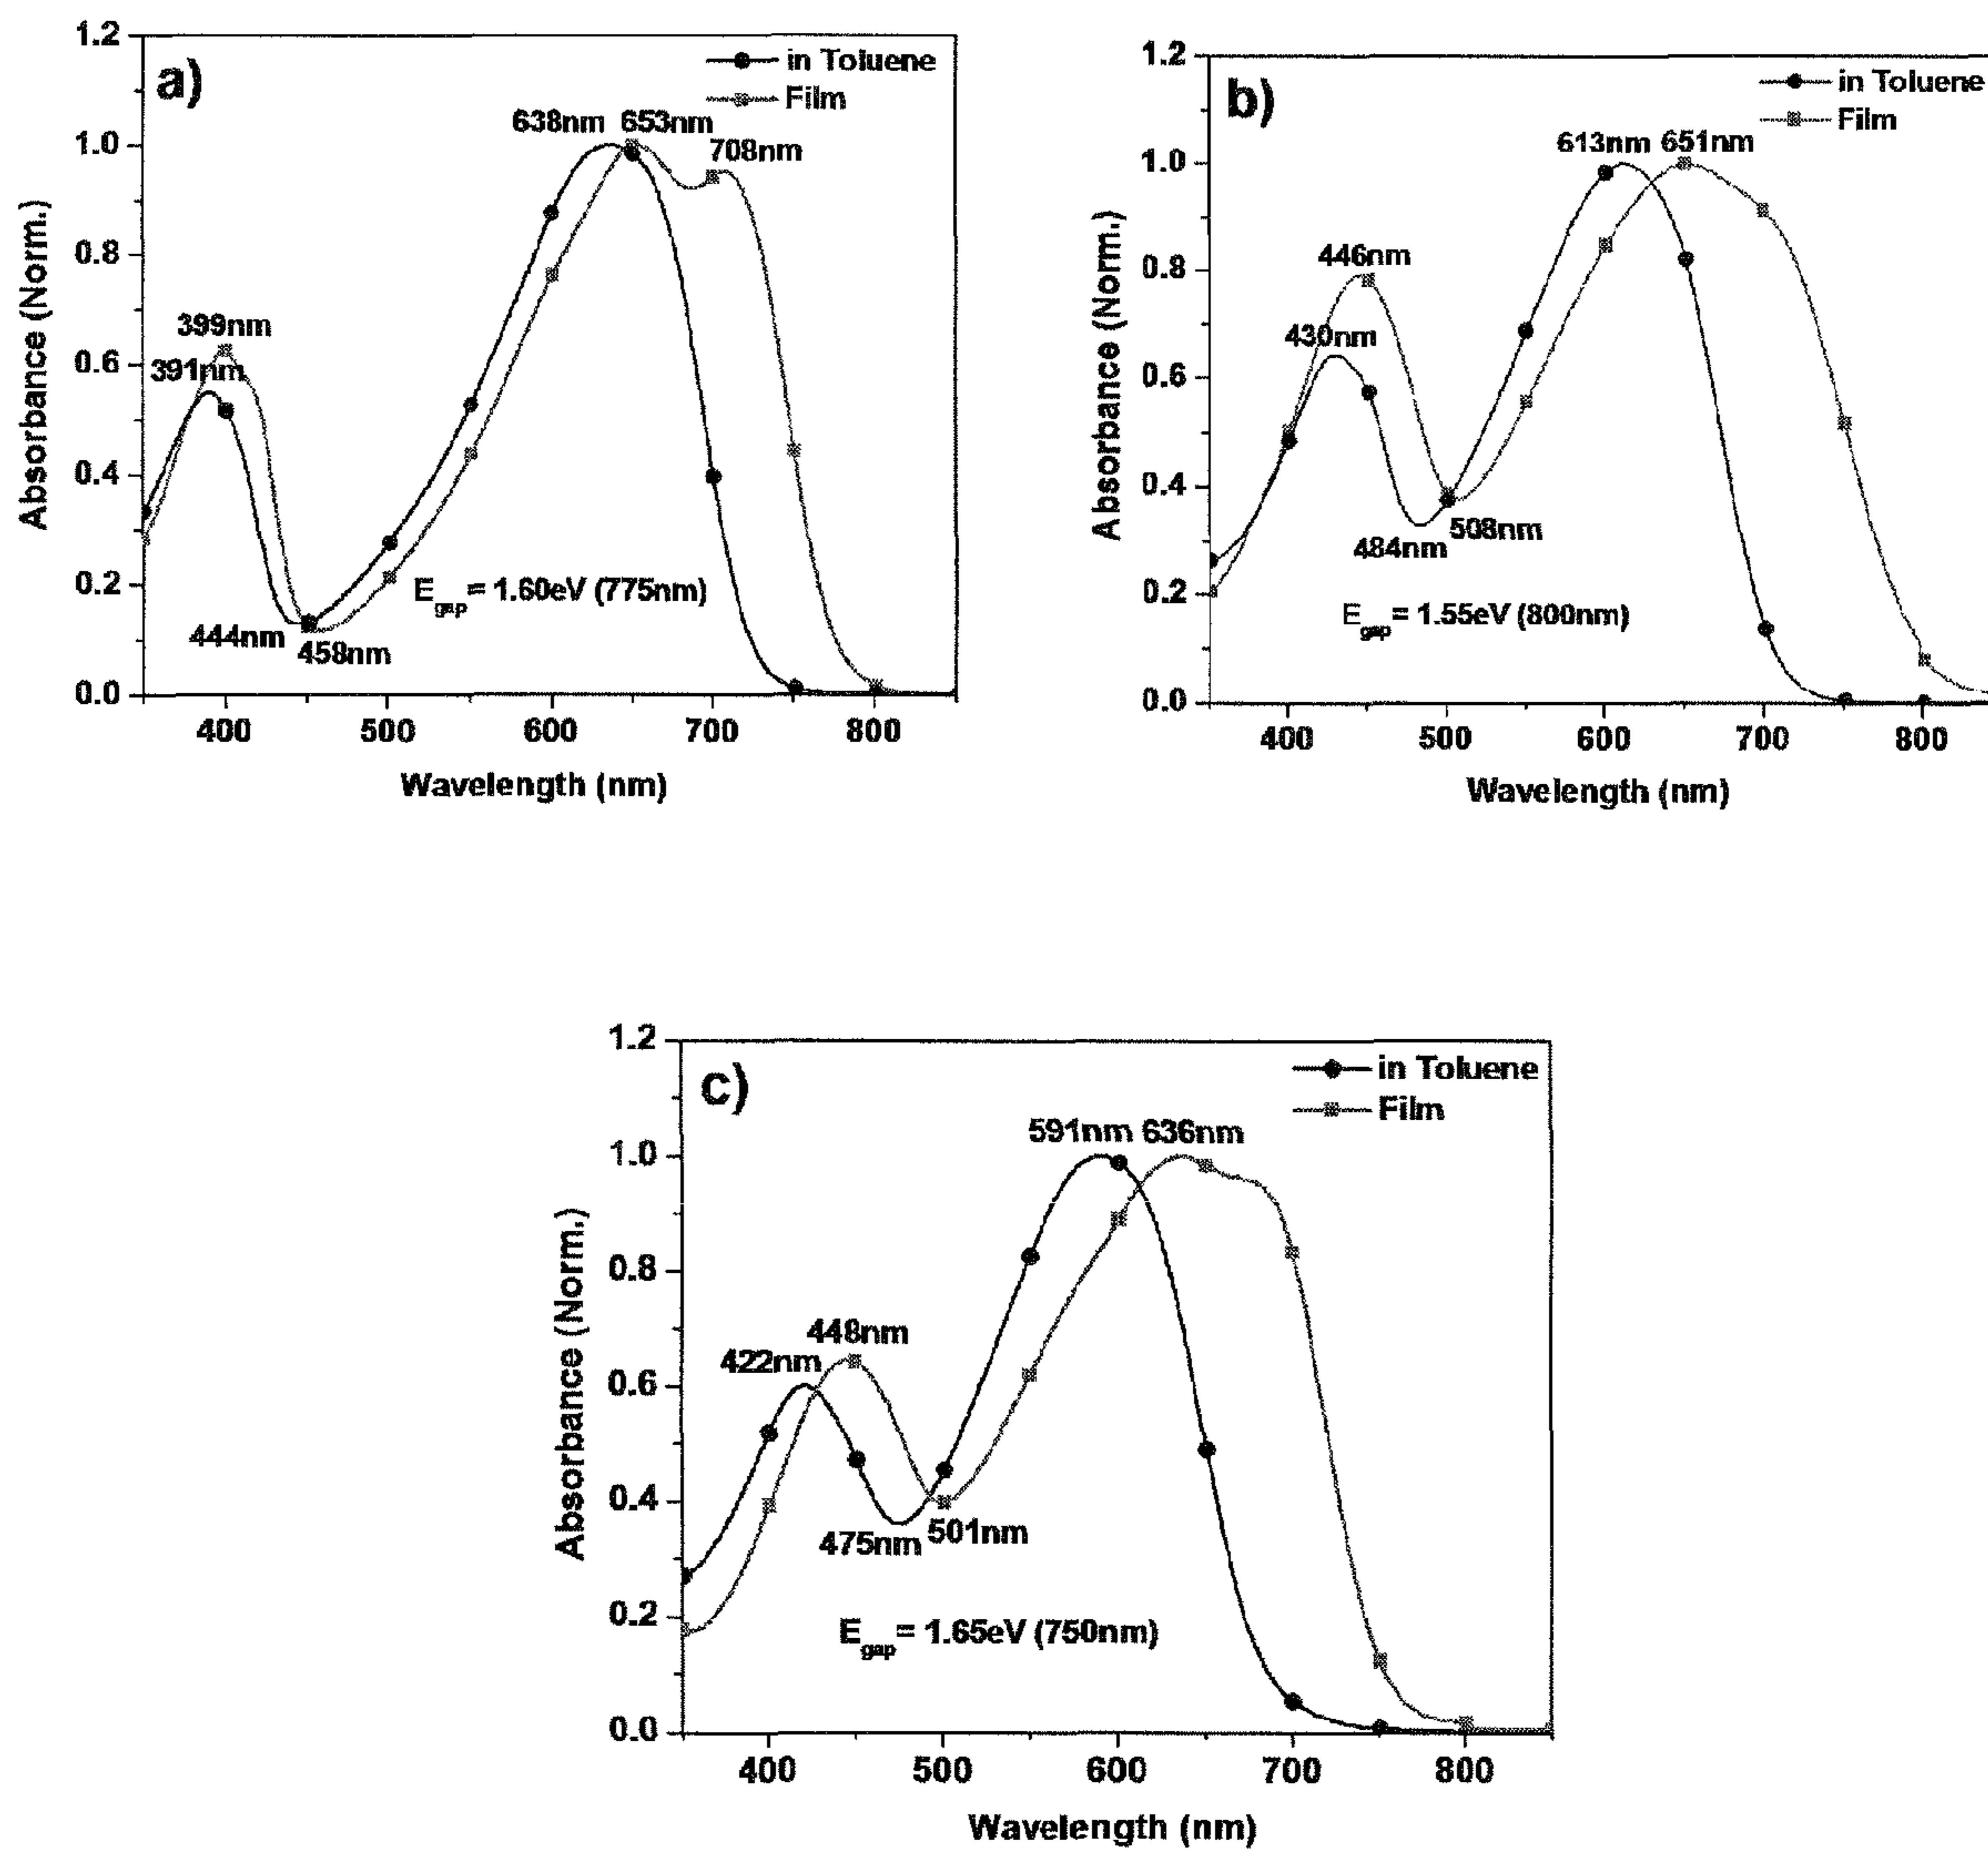 a)
in Toluene
Film
638nm 653nm
708nm
399nm
391nm
444nm
458nm
E gap = 1.60eV (775nm)
1.2
1.0
0.8
0.6
0.4
0.2
0.0
Absorbance (Norm.)
400 500 600 700 800
Wavelength (nm)
b)
in Toluene
Film
613nm 651nm
446nm
430nm
508nm
484nm
E gap = 1.55eV (800nm)
1.2
1.0
0.8
0.6
0.4
0.2
0.0
Absorbance (Norm.)
400 500 600 700 800
Wavelength (nm)
c)
in Toluene
Film
591nm 636nm
448nm
422nm
475nm 501nm
E gap = 1.65eV (750nm)
1.2
1.0
0.8
0.6
0.4
0.2
0.0
Absorbance (Norm.)
400 500 600 700 800
Wavelength (nm)